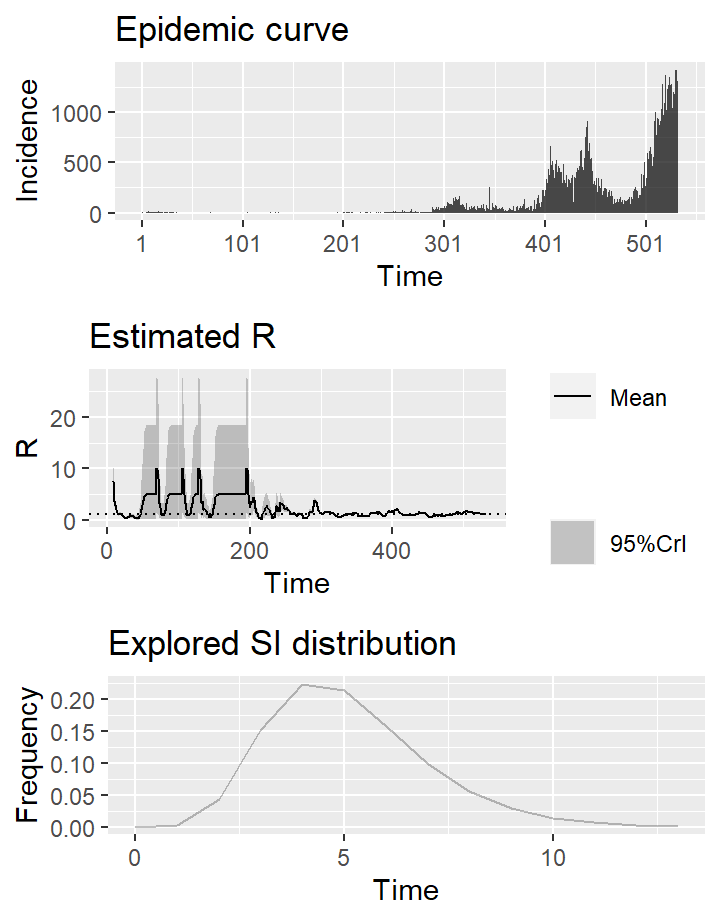 Epidemic curve
Incidence
1000
500
0
1 101 201 301 401 501
Time
Estimated R
R
20
10
0
0 200 400
Time
Mean
95%CrI
Explored SI distribution
Frequency
0.20
0.15
0.10
0.05
0.00
0 5 10
Time